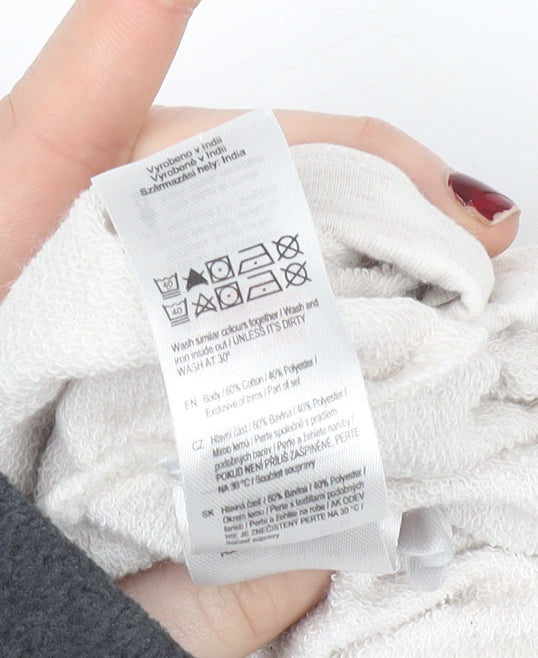 Vyrobeno v Indii
Vyrobené v Indii
Származási hely: India
40
40
Wash similar colours together / Wash and
iron inside out / UNLESS IT'S DIRTY
WASH AT 30°
EN Body / 60% Cotton / 40% Polyester /
Exclusive of trims / Part of set
CZ Hlavní část / 60% Bavlna / 40% Polyester /
Mimo lemů / Perte společně s prádlem
podobných barev / Perte a žehlete naruby /
POKUD NENÍ PŘÍLIŠ ZAŠPINĚNÉ, PERTE
NA 30 °C / Součást soupravy
SK Hlavná časť / 60% Bavlna / 40% Polyester /
Okrem lemu / Perte s textíliami podobných
farieb / Perte a žehlite na rube / AK ODEV
NIE JE ZNEČISTENÝ PERTE NA 30 °C /
Súčasť súpravy